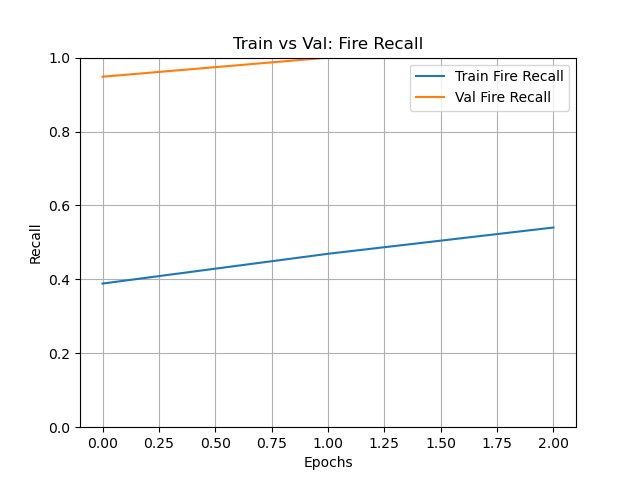 Train vs Val: Fire Recall
Train Fire Recall
Val Fire Recall
1.0
0.8
0.6
0.4
0.2
0.0
Recall
0.00 0.25 0.50 0.75 1.00 1.25 1.50 1.75 2.00
Epochs